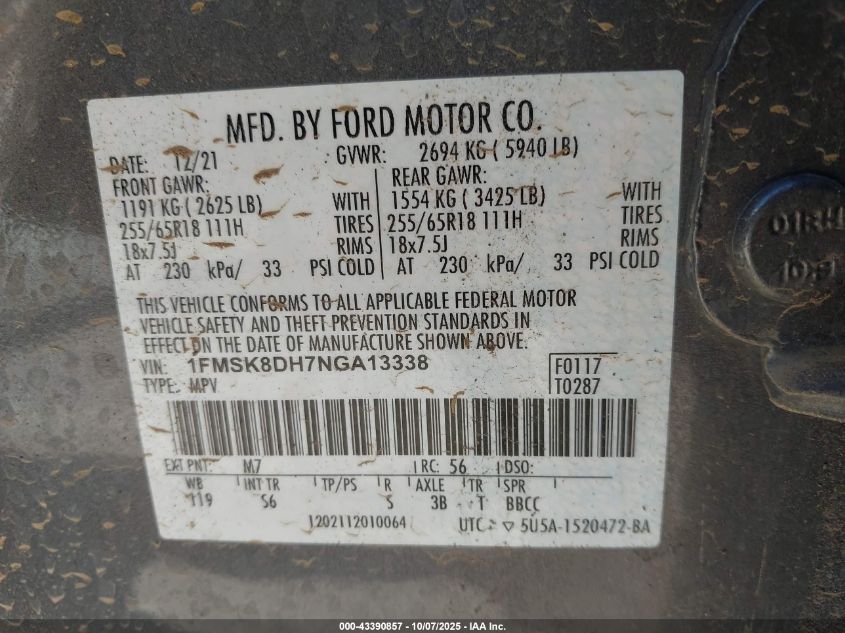 MFD. BY FORD MOTOR CO.
DATE: 12/21 GVWR: 2694 KG ( 5940 LB)
FRONT GAWR: REAR GAWR:
1191 KG ( 2625 LB) WITH 1554 KG ( 3425 LB) WITH
255/65R18 111H TIRES 255/65R18 111H TIRES
18x7.5J RIMS 18x7.5J RIMS
AT 230 kPa/ 33 PSI COLD AT 230 kPa/ 33 PSI COLD
THIS VEHICLE CONFORMS TO ALL APPLICABLE FEDERAL MOTOR
VEHICLE SAFETY AND THEFT PREVENTION STANDARDS IN
EFFECT ON THE DATE OF MANUFACTURE SHOWN ABOVE.
VIN: 1FMSK8DH7NGA13338 F0117
TYPE: MPV T0287
EXT PNT: M7 RC: 56 DSO:
WB INT TR TP/PS R AXLE TR SPR
119 S6 S 3B T BBCC
1202112010064 UTC ▽ 5U5A-1520472-BA
000-43390857 - 10/07/2025 - IAA Inc.